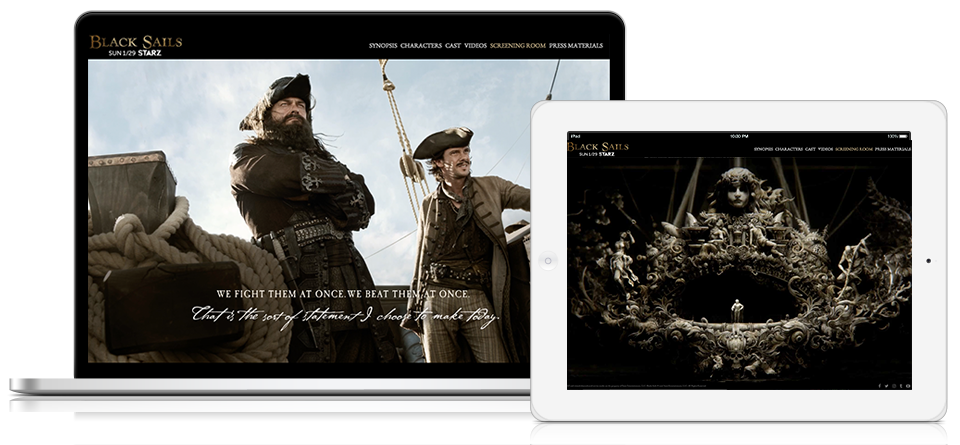 BLACK SAILS
SUN 1/29 STARZ
SYNOPSIS CHARACTERS CAST VIDEOS SCREENING ROOM PRESS MATERIALS
WE FIGHT THEM AT ONCE. WE BEAT THEM AT ONCE.
That is the sort of statement I choose to make today.
iPad 10:00 PM 100%
BLACK SAILS
SUN 1/29 STARZ
SYNOPSIS CHARACTERS CAST VIDEOS SCREENING ROOM PRESS MATERIALS